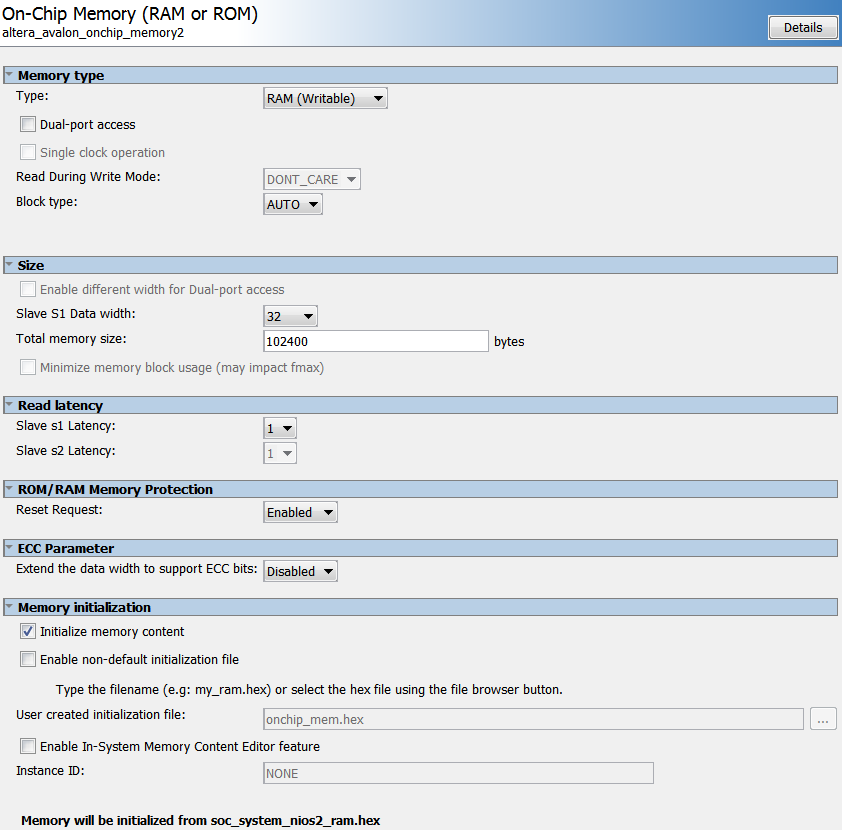 On-Chip Memory (RAM or ROM)
altera_avalon_onchip_memory2
Details
Memory type
Type: RAM (Writable)
Dual-port access
Single clock operation
Read During Write Mode: DONT_CARE
Block type: AUTO
Size
Enable different width for Dual-port access
Slave S1 Data width: 32
Total memory size: 102400 bytes
Minimize memory block usage (may impact fmax)
Read latency
Slave s1 Latency: 1
Slave s2 Latency: 1
ROM/RAM Memory Protection
Reset Request: Enabled
ECC Parameter
Extend the data width to support ECC bits: Disabled
Memory initialization
Initialize memory content
Enable non-default initialization file
Type the filename (e.g: my_ram.hex) or select the hex file using the file browser button.
User created initialization file: onchip_mem.hex ...
Enable In-System Memory Content Editor feature
Instance ID: NONE
Memory will be initialized from soc_system_nios2_ram.hex